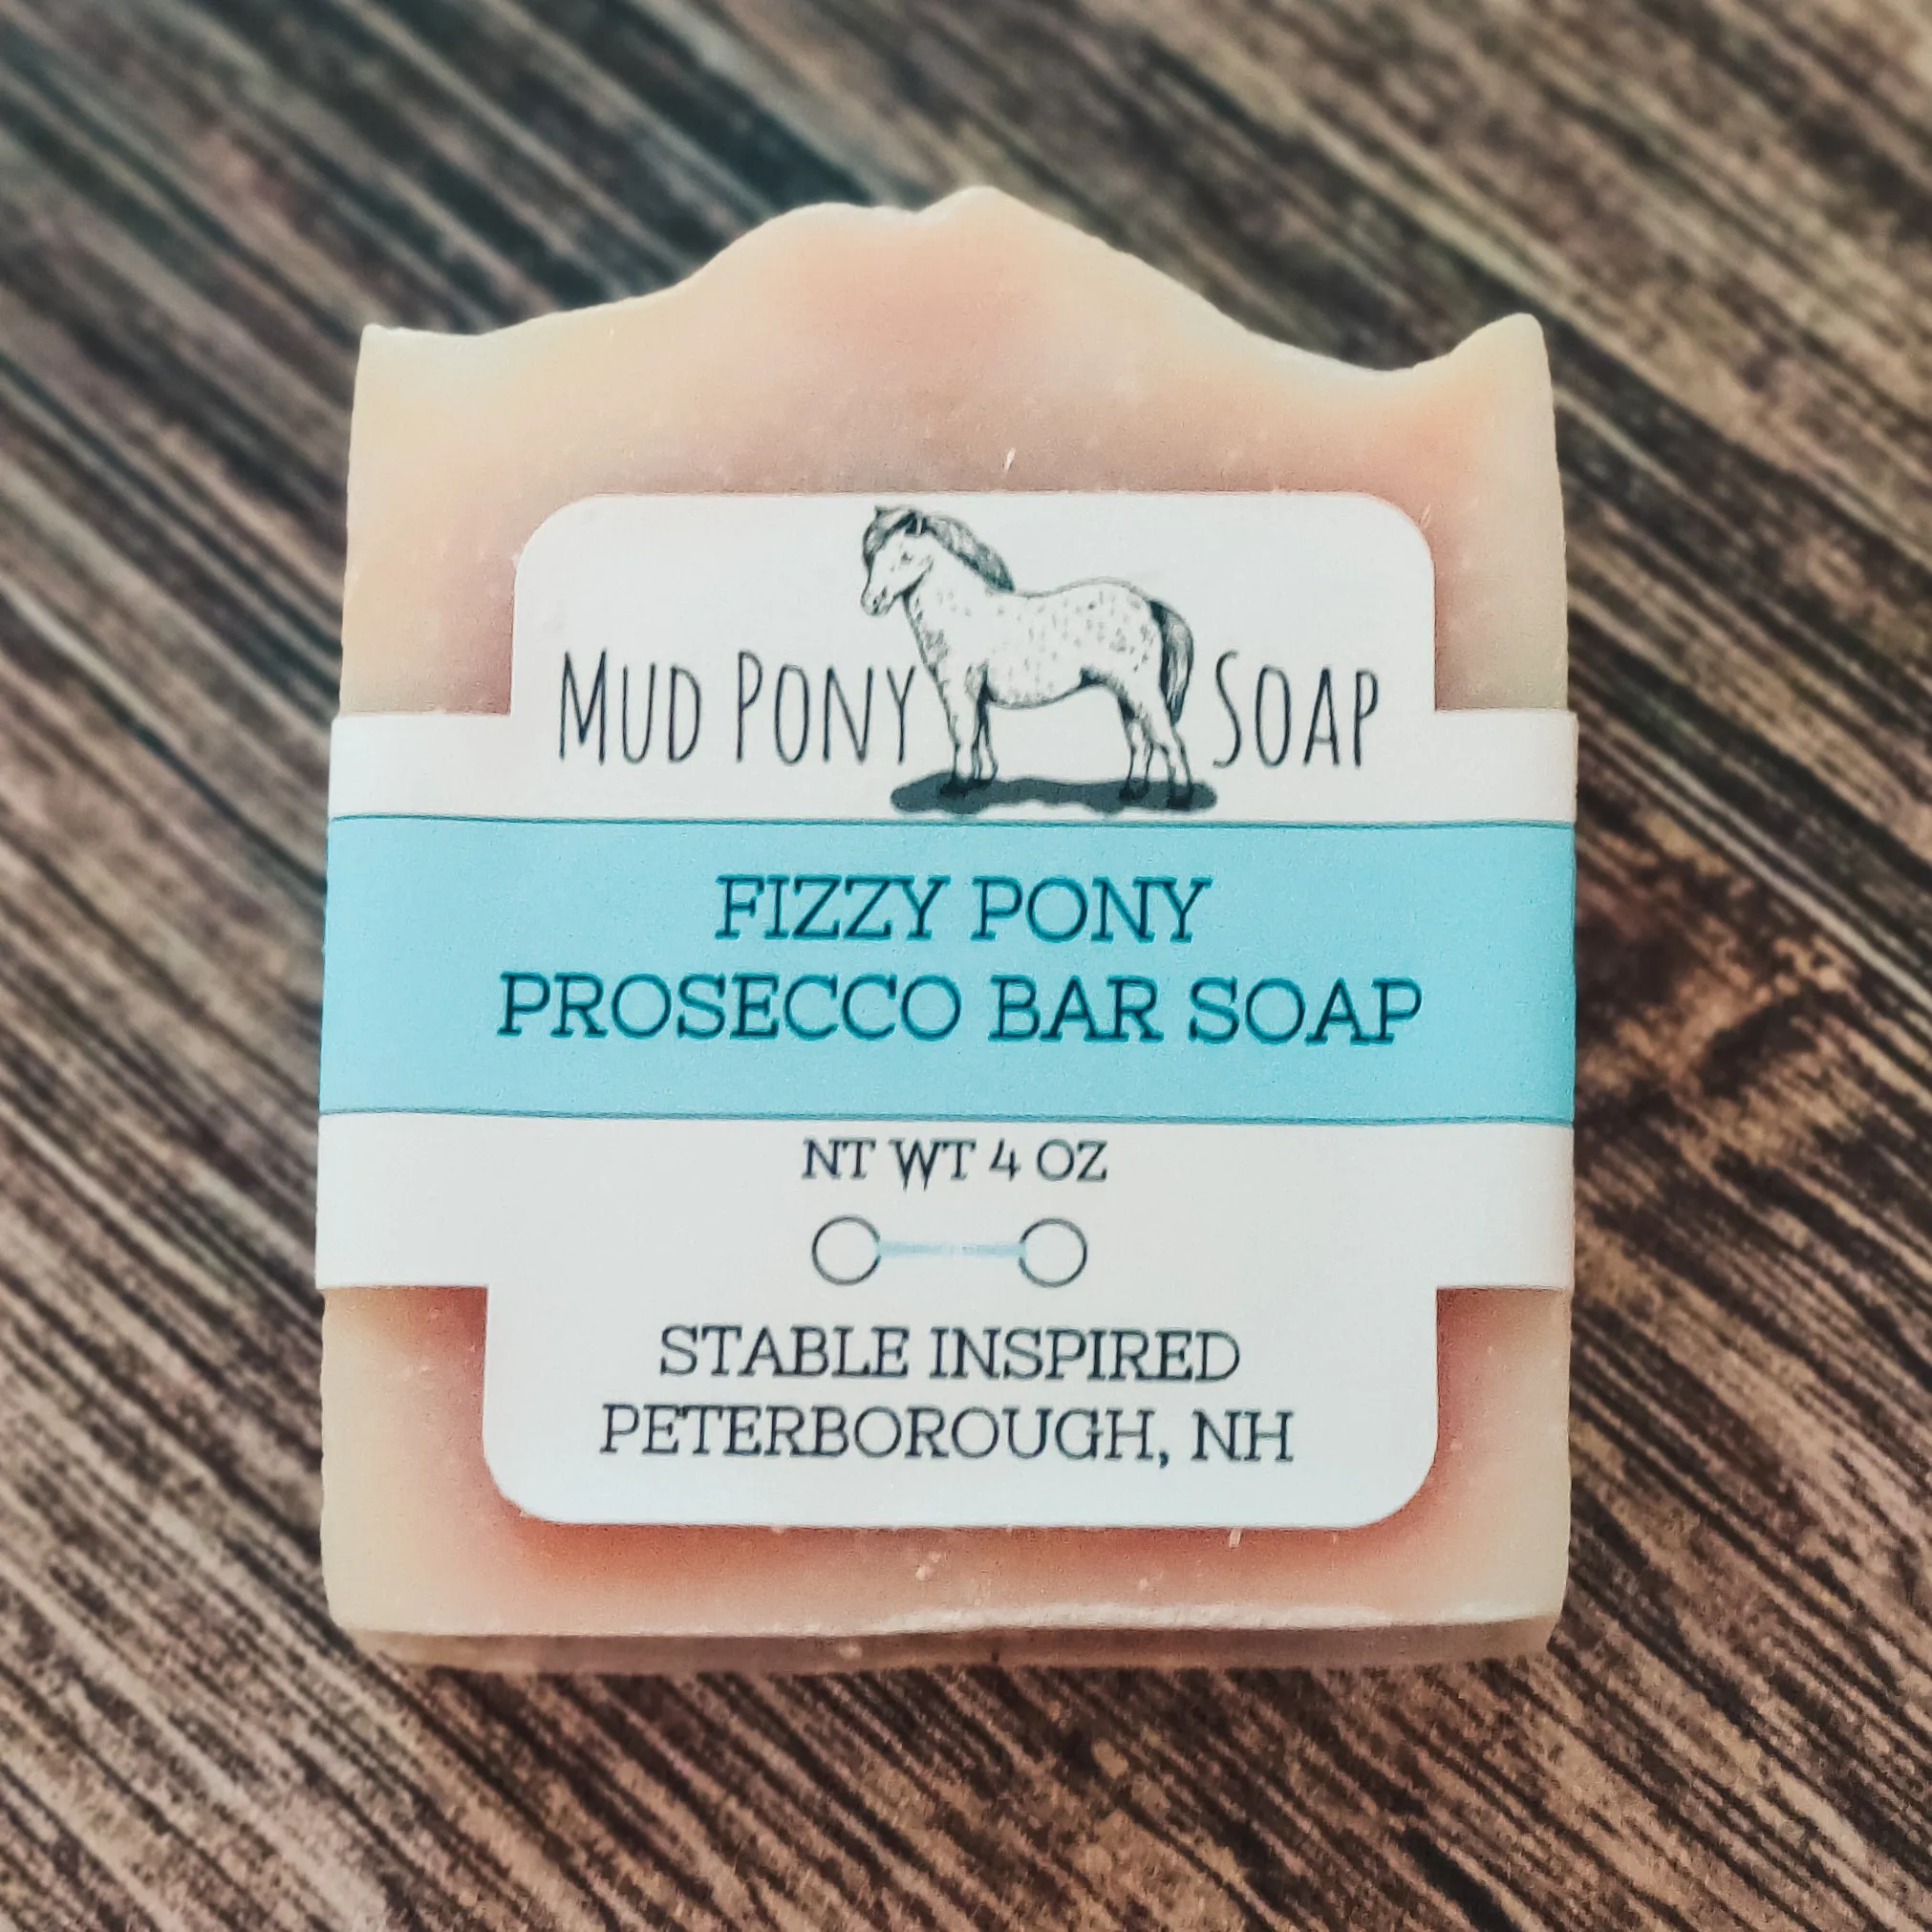 MUD PONY SOAP
FIZZY PONY
PROSECCO BAR SOAP
NT WT 4 OZ
STABLE INSPIRED
PETERBOROUGH, NH